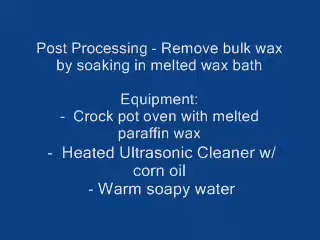 Post Processing - Remove bulk wax
by soaking in melted wax bath
Equipment:
- Crock pot oven with melted
paraffin wax
- Heated Ultrasonic Cleaner w/
corn oil
- Warm soapy water